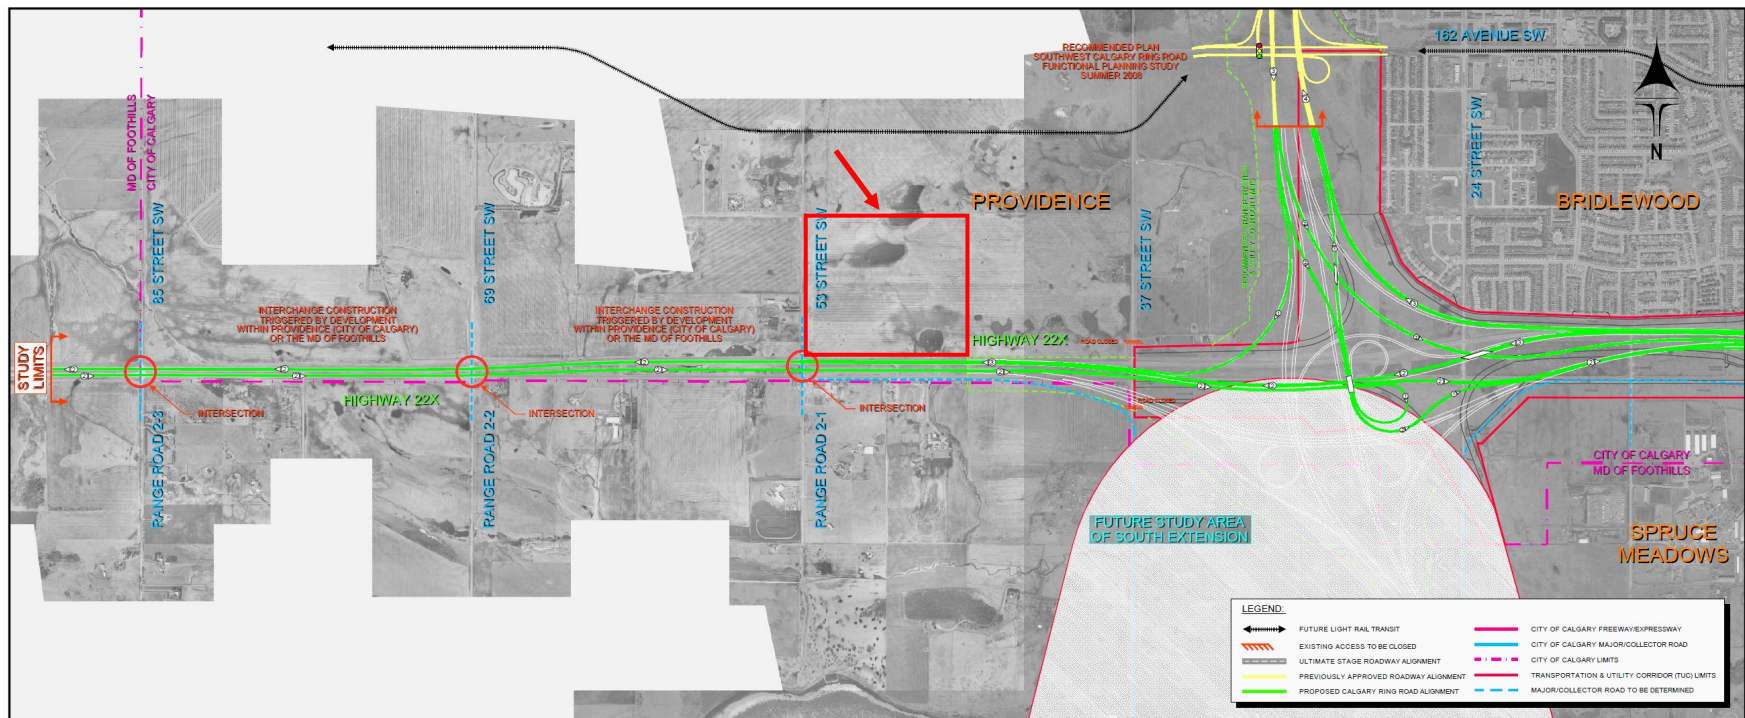 162 AVENUE SW
RECOMMENDED PLAN
SOUTHWEST CALGARY RING ROAD
FUNCTIONAL PLANNING STUDY
SUMMER 2008
N
MD OF FOOTHILLS
CITY OF CALGARY
85 STREET SW
69 STREET SW
53 STREET SW
37 STREET SW
24 STREET SW
PROVIDENCE
BRIDLEWOOD
INTERCHANGE CONSTRUCTION
TRIGGERED BY DEVELOPMENT
WITHIN PROVIDENCE (CITY OF CALGARY)
OR THE MD OF FOOTHILLS
INTERCHANGE CONSTRUCTION
TRIGGERED BY DEVELOPMENT
WITHIN PROVIDENCE (CITY OF CALGARY)
OR THE MD OF FOOTHILLS
HIGHWAY 22X
ROAD CLOSED
STUDY
LIMITS
HIGHWAY 22X
ROAD CLOSED
INTERSECTION
INTERSECTION
INTERSECTION
RANGE ROAD 2-3
RANGE ROAD 2-2
RANGE ROAD 2-1
CITY OF CALGARY
MD OF FOOTHILLS
FUTURE STUDY AREA
OF SOUTH EXTENSION
SPRUCE
MEADOWS
LEGEND:
FUTURE LIGHT RAIL TRANSIT
EXISTING ACCESS TO BE CLOSED
ULTIMATE STAGE ROADWAY ALIGNMENT
PREVIOUSLY APPROVED ROADWAY ALIGNMENT
PROPOSED CALGARY RING ROAD ALIGNMENT
CITY OF CALGARY FREEWAY/EXPRESSWAY
CITY OF CALGARY MAJOR/COLLECTOR ROAD
CITY OF CALGARY LIMITS
TRANSPORTATION & UTILITY CORRIDOR (TUC) LIMITS
MAJOR/COLLECTOR ROAD TO BE DETERMINED